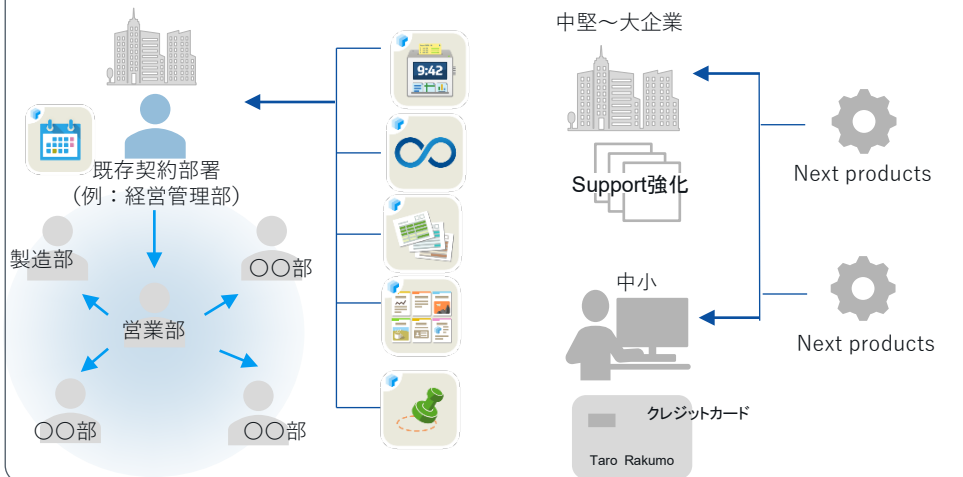 既存契約部署
(例：経営管理部)
製造部
〇〇部
営業部
〇〇部
〇〇部
9:42
中堅～大企業
Support強化
Next products
中小
Next products
クレジットカード
Taro Rakumo